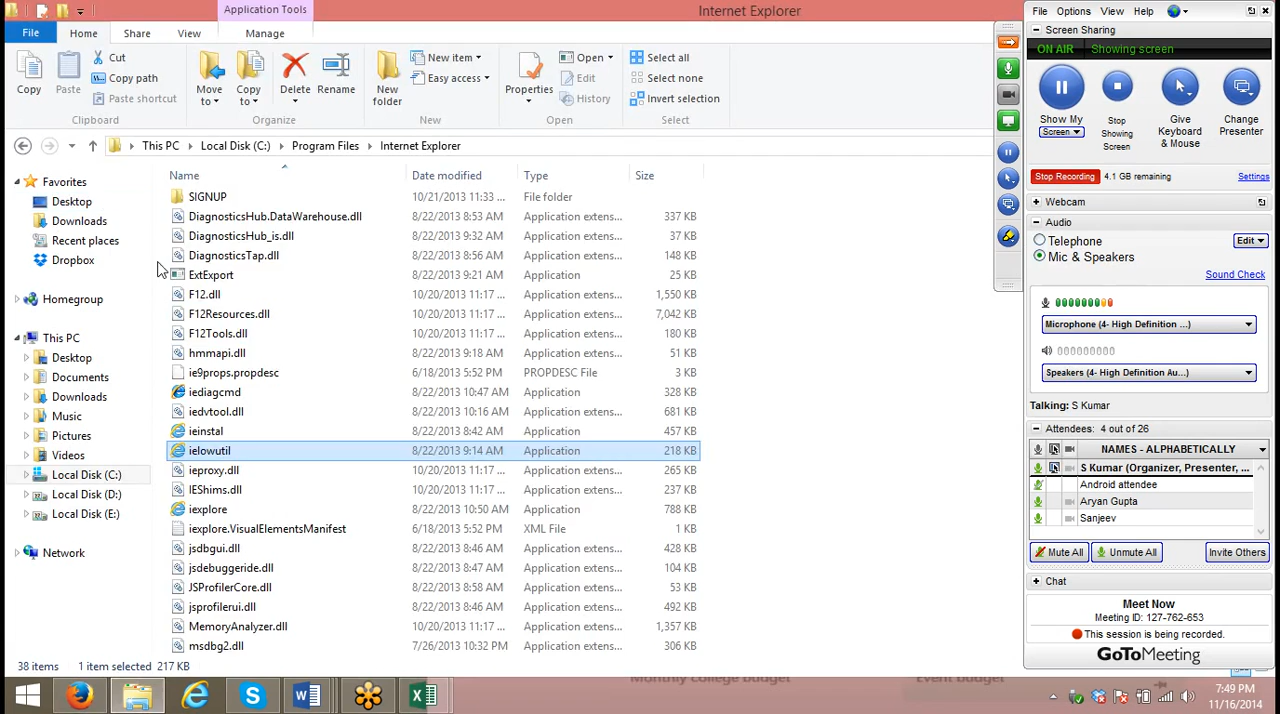 Application Tools
Internet Explorer
File
Home
Share
View
Manage
Copy
Paste
Cut
Copy path
Paste shortcut
Clipboard
Move to
Copy to
Delete
Rename
Organize
New folder
New item
Easy access
New
Properties
Open
Edit
History
Open
Select all
Select none
Invert selection
Select
This PC
Local Disk (C:)
Program Files
Internet Explorer
Favorites
Desktop
Downloads
Recent places
Dropbox
Homegroup
This PC
Desktop
Documents
Downloads
Music
Pictures
Videos
Local Disk (C:)
Local Disk (D:)
Local Disk (E:)
Network
Name Date modified Type Size
SIGNUP 10/21/2013 11:33 ... File folder
DiagnosticsHub.DataWarehouse.dll 8/22/2013 8:53 AM Application extens... 337 KB
DiagnosticsHub_is.dll 8/22/2013 9:32 AM Application extens... 37 KB
DiagnosticsTap.dll 8/22/2013 8:56 AM Application extens... 148 KB
ExtExport 8/22/2013 9:21 AM Application 25 KB
F12.dll 10/20/2013 11:17 ... Application extens... 1,550 KB
F12Resources.dll 10/20/2013 11:17 ... Application extens... 7,042 KB
F12Tools.dll 10/20/2013 11:17 ... Application extens... 180 KB
hmmapi.dll 8/22/2013 9:18 AM Application extens... 51 KB
ie9props.propdesc 6/18/2013 5:52 PM PROPDESC File 3 KB
iediagcmd 8/22/2013 10:47 AM Application 328 KB
iedvtool.dll 8/22/2013 10:16 AM Application extens... 681 KB
ieinstal 8/22/2013 8:42 AM Application 457 KB
ielowutil 8/22/2013 9:14 AM Application 218 KB
ieproxy.dll 10/20/2013 11:17 ... Application extens... 265 KB
IEShims.dll 10/20/2013 11:17 ... Application extens... 237 KB
iexplore 8/22/2013 10:50 AM Application 788 KB
iexplore.VisualElementsManifest 6/18/2013 5:52 PM XML File 1 KB
jsdbgui.dll 8/22/2013 8:46 AM Application extens... 428 KB
jsdebuggeride.dll 8/22/2013 8:47 AM Application extens... 104 KB
JSProfilerCore.dll 8/22/2013 8:58 AM Application extens... 53 KB
jsprofilerui.dll 8/22/2013 8:46 AM Application extens... 492 KB
MemoryAnalyzer.dll 10/20/2013 11:17 ... Application extens... 1,357 KB
msdbg2.dll 7/26/2013 10:32 PM Application extens... 306 KB
38 items 1 item selected 217 KB
Monthly college budget
Event budget
File Options View Help
Screen Sharing
ON AIR Showing screen
Show My
Screen
Stop Showing Screen
Give Keyboard & Mouse
Change Presenter
Stop Recording 4.1 GB remaining Settings
Webcam
Audio
Telephone
Edit
Mic & Speakers
Sound Check
Microphone (4- High Definition ...)
Speakers (4- High Definition Au...)
Talking: S Kumar
Attendees: 4 out of 26
NAMES - ALPHABETICALLY
S Kumar (Organizer, Presenter, ...
Android attendee
Aryan Gupta
Sanjeev
Mute All
Unmute All
Invite Others
Chat
Meet Now
Meeting ID: 127-762-653
This session is being recorded.
GoToMeeting
7:49 PM
11/16/2014